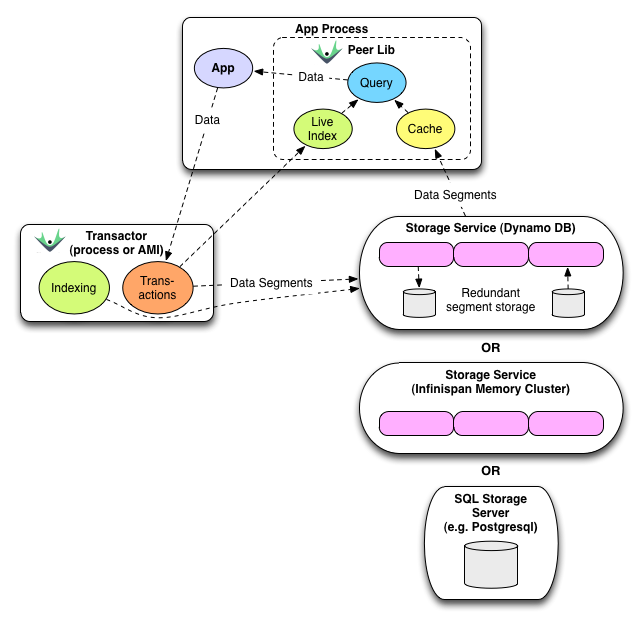 App Process
Peer Lib
App
Data
Query
Data
Live
Index
Cache
Data Segments
Transactor
(process or AMI)
Indexing
Trans-
actions
Data Segments
Storage Service (Dynamo DB)
Redundant
segment storage
OR
Storage Service
(Infinispan Memory Cluster)
OR
SQL Storage
Server
(e.g. Postgresql)